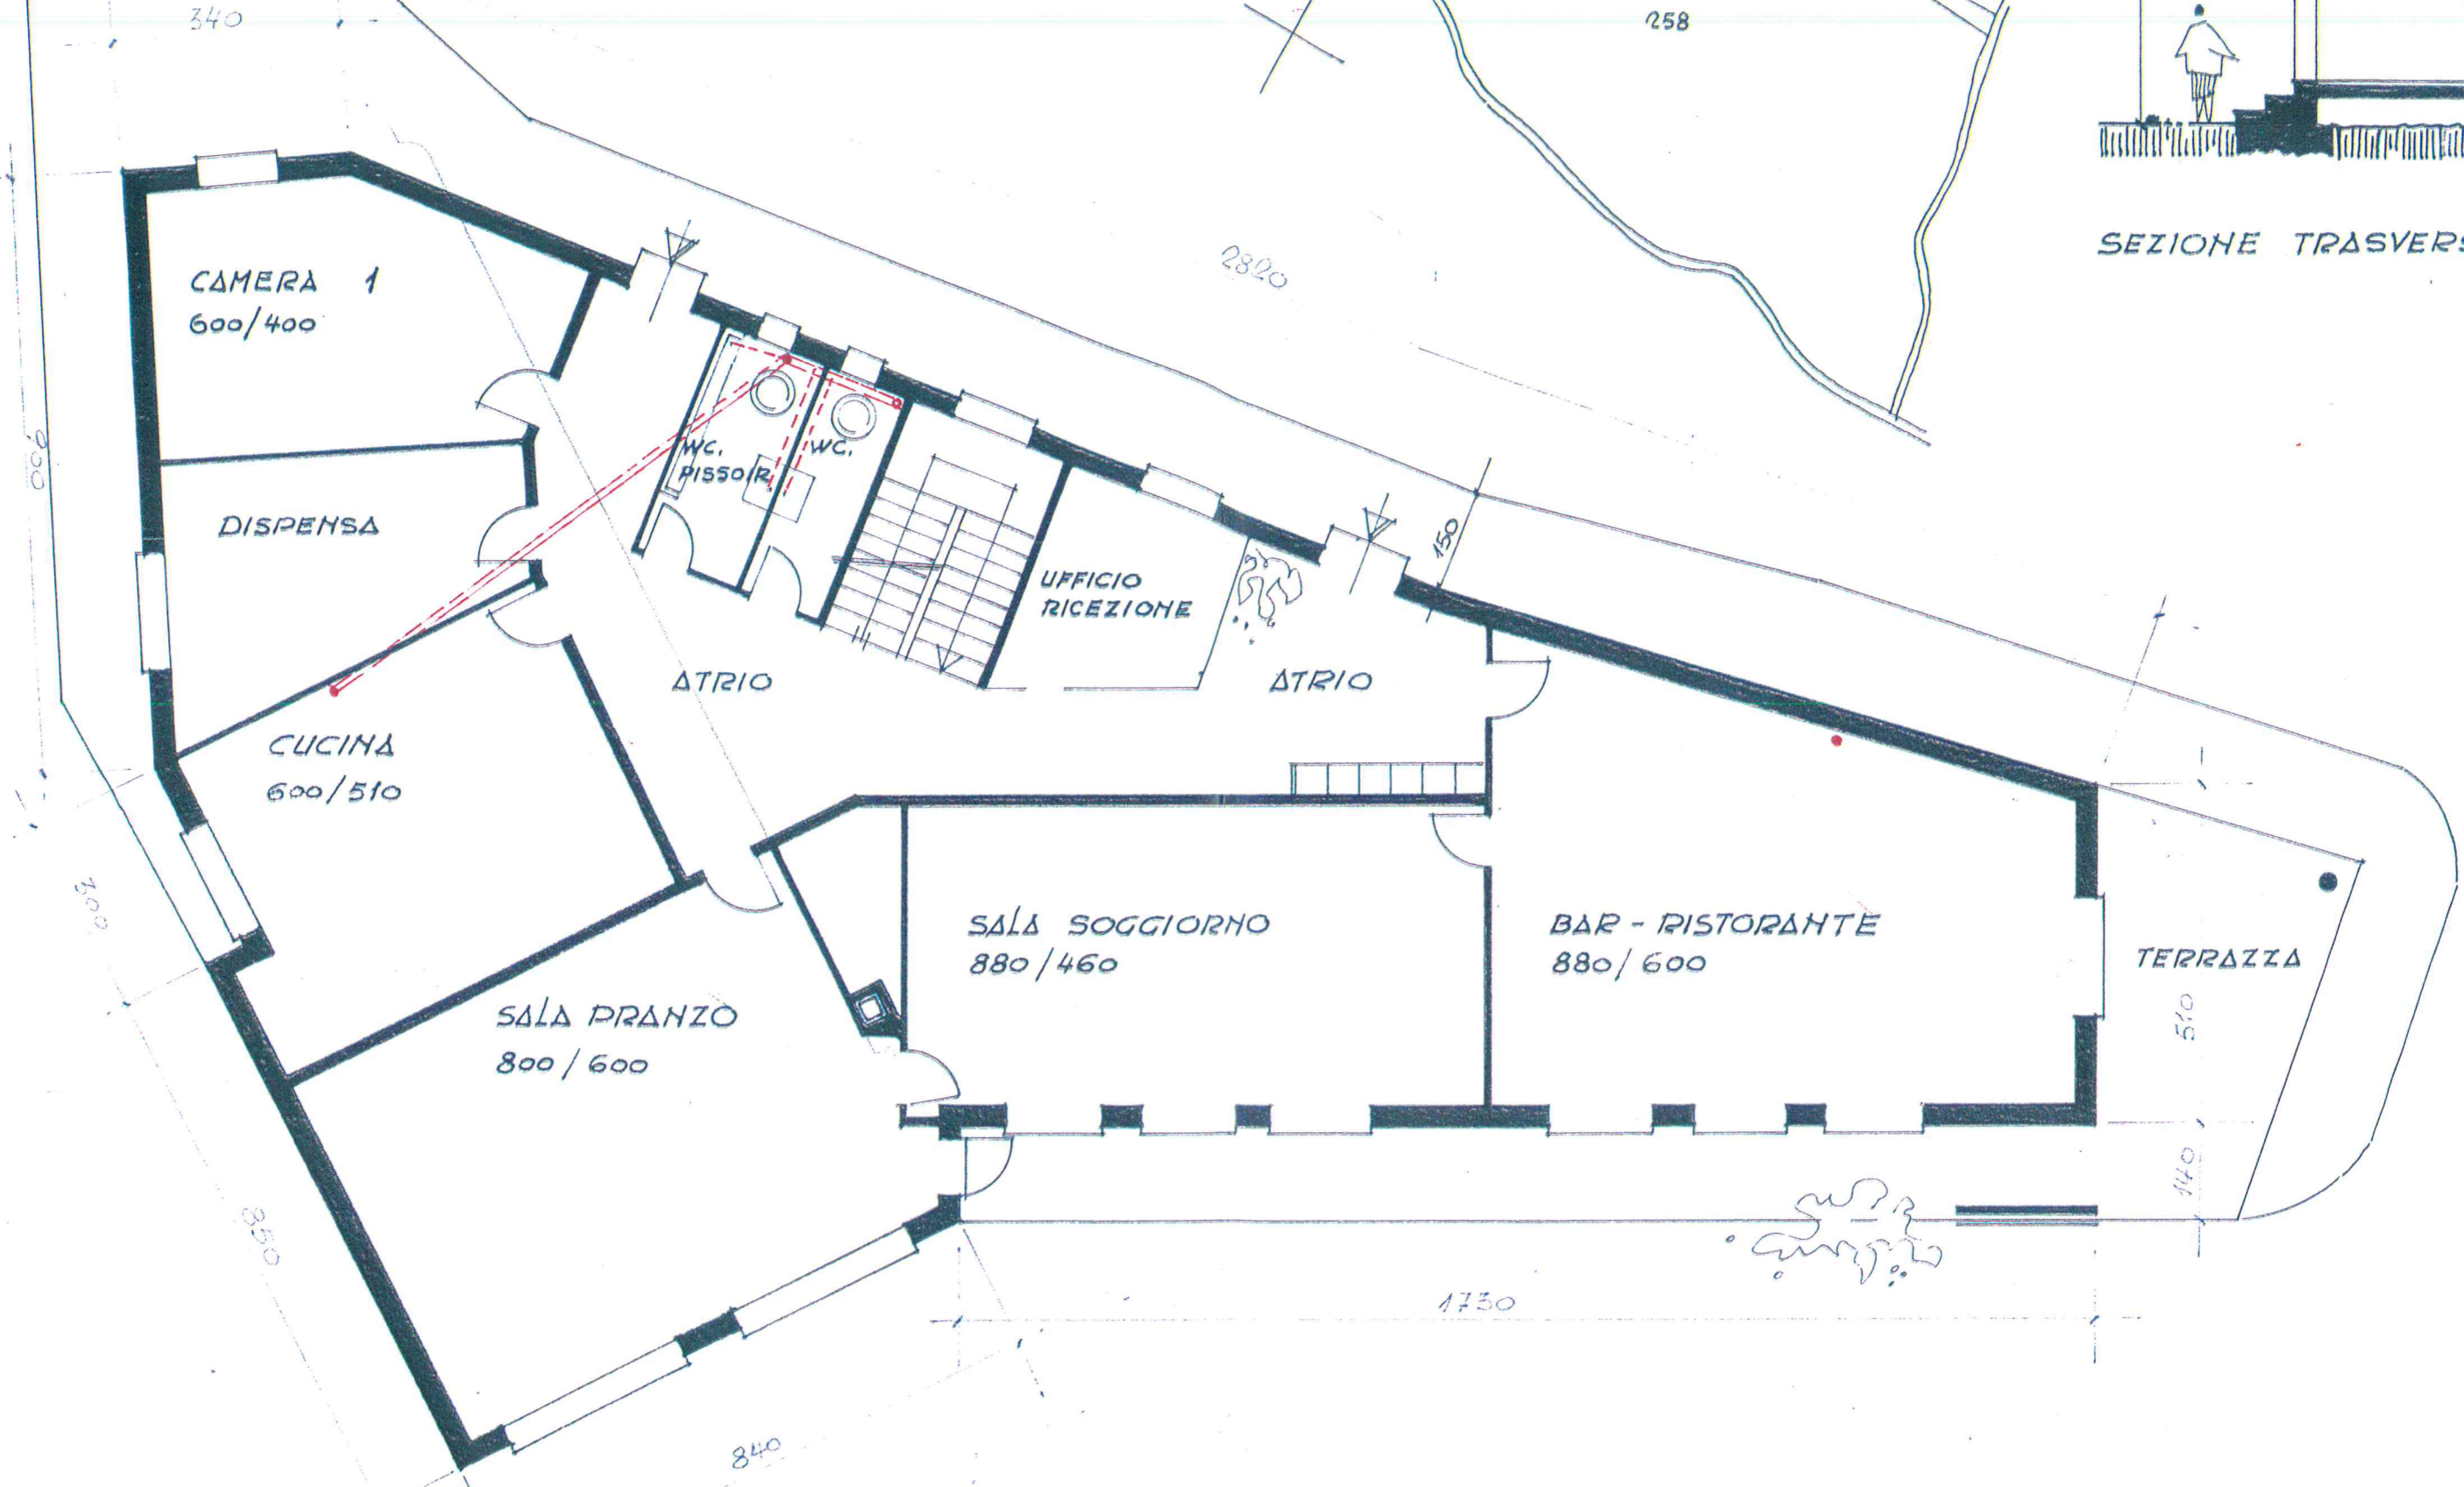 340
258
SEZIONE TRASVERS
2820
CAMERA 1
600/400
900
WC.
PISSOIR
WC.
DISPENSA
150
UFFICIO
RICEZIONE
ATRIO
ATRIO
CUCINA
600/510
300
SALA SOGGIORNO
880/460
BAR - RISTORANTE
880/600
TERRAZZA
510
SALA PRANZO
800/600
140
850
1730
840